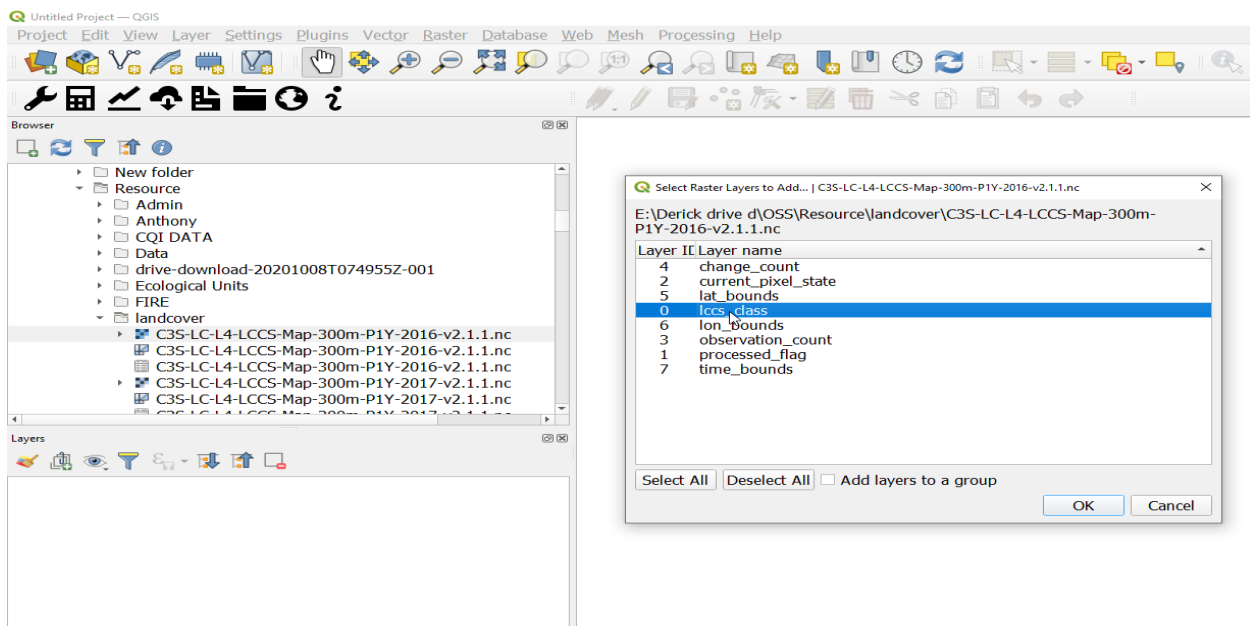 Untitled Project — QGIS
Project Edit View Layer Settings Plugins Vector Raster Database Web Mesh Processing Help
Browser
New folder
Resource
Admin
Anthony
CQI DATA
Data
drive-download-20201008T074955Z-001
Ecological Units
FIRE
landcover
C3S-LC-L4-LCCS-Map-300m-P1Y-2016-v2.1.1.nc
C3S-LC-L4-LCCS-Map-300m-P1Y-2016-v2.1.1.nc
C3S-LC-L4-LCCS-Map-300m-P1Y-2016-v2.1.1.nc
C3S-LC-L4-LCCS-Map-300m-P1Y-2017-v2.1.1.nc
C3S-LC-L4-LCCS-Map-300m-P1Y-2017-v2.1.1.nc
Layers
Select Raster Layers to Add... | C3S-LC-L4-LCCS-Map-300m-P1Y-2016-v2.1.1.nc
E:\Derick drive d\OSS\Resource\landcover\C3S-LC-L4-LCCS-Map-300m-
P1Y-2016-v2.1.1.nc
Layer ID Layer name
4 change_count
2 current_pixel_state
5 lat_bounds
0 lccs_class
6 lon_bounds
3 observation_count
1 processed_flag
7 time_bounds
Select All Deselect All Add layers to a group
OK Cancel